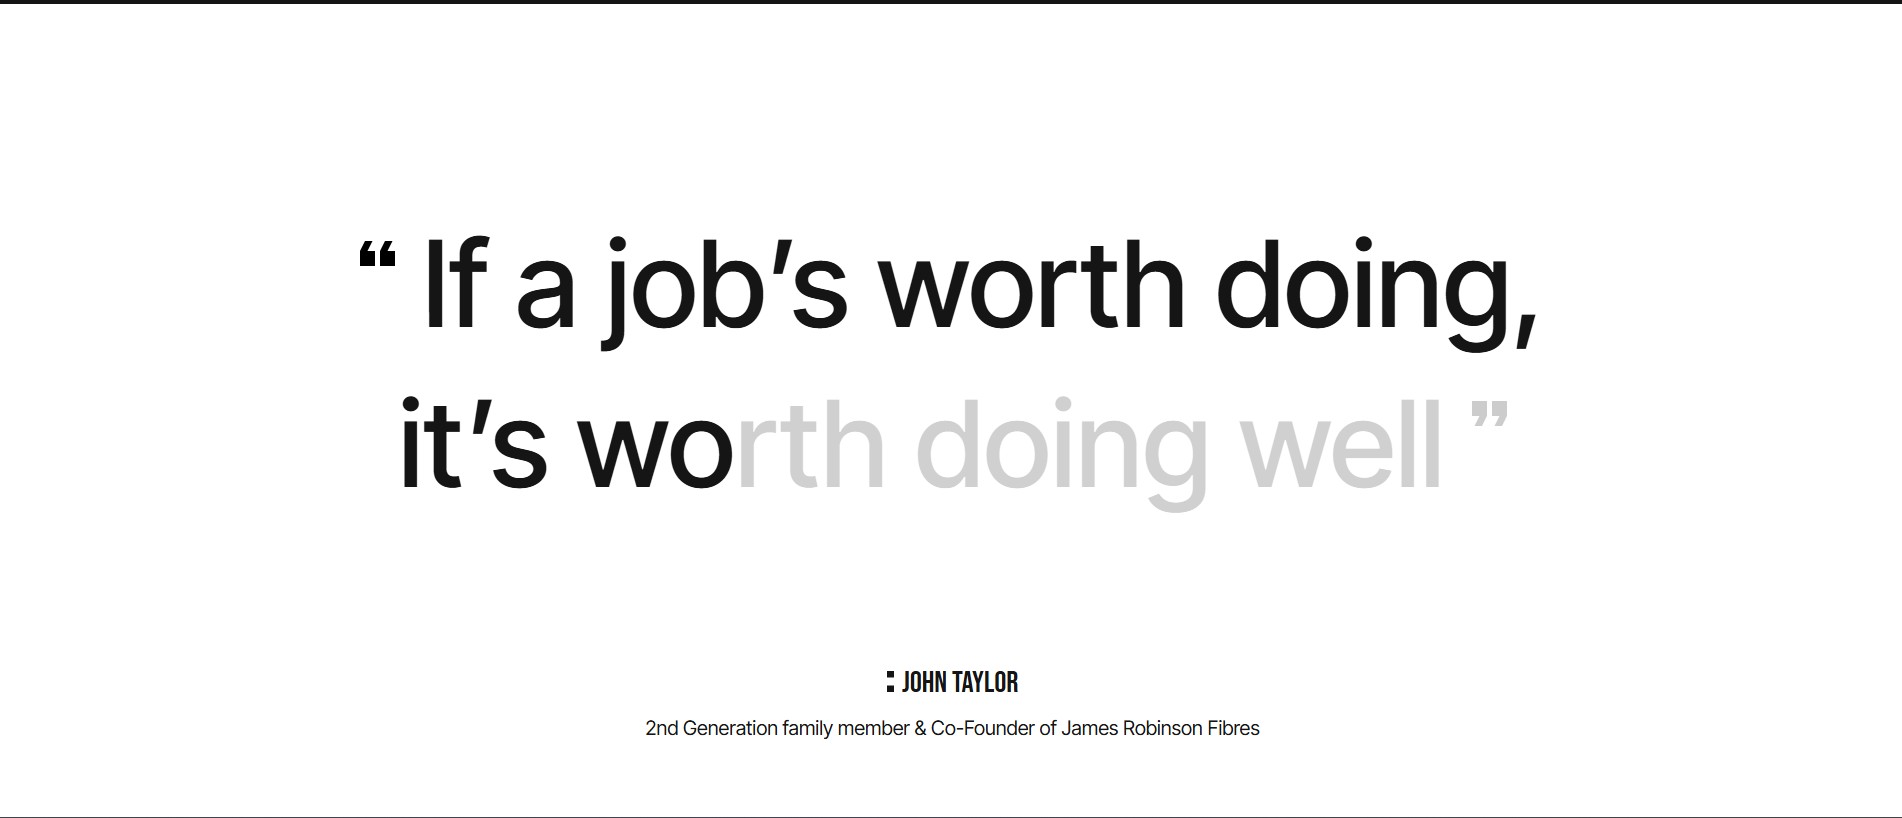 “ If a job’s worth doing,
it’s worth doing well ”
: JOHN TAYLOR
2nd Generation family member & Co-Founder of James Robinson Fibres